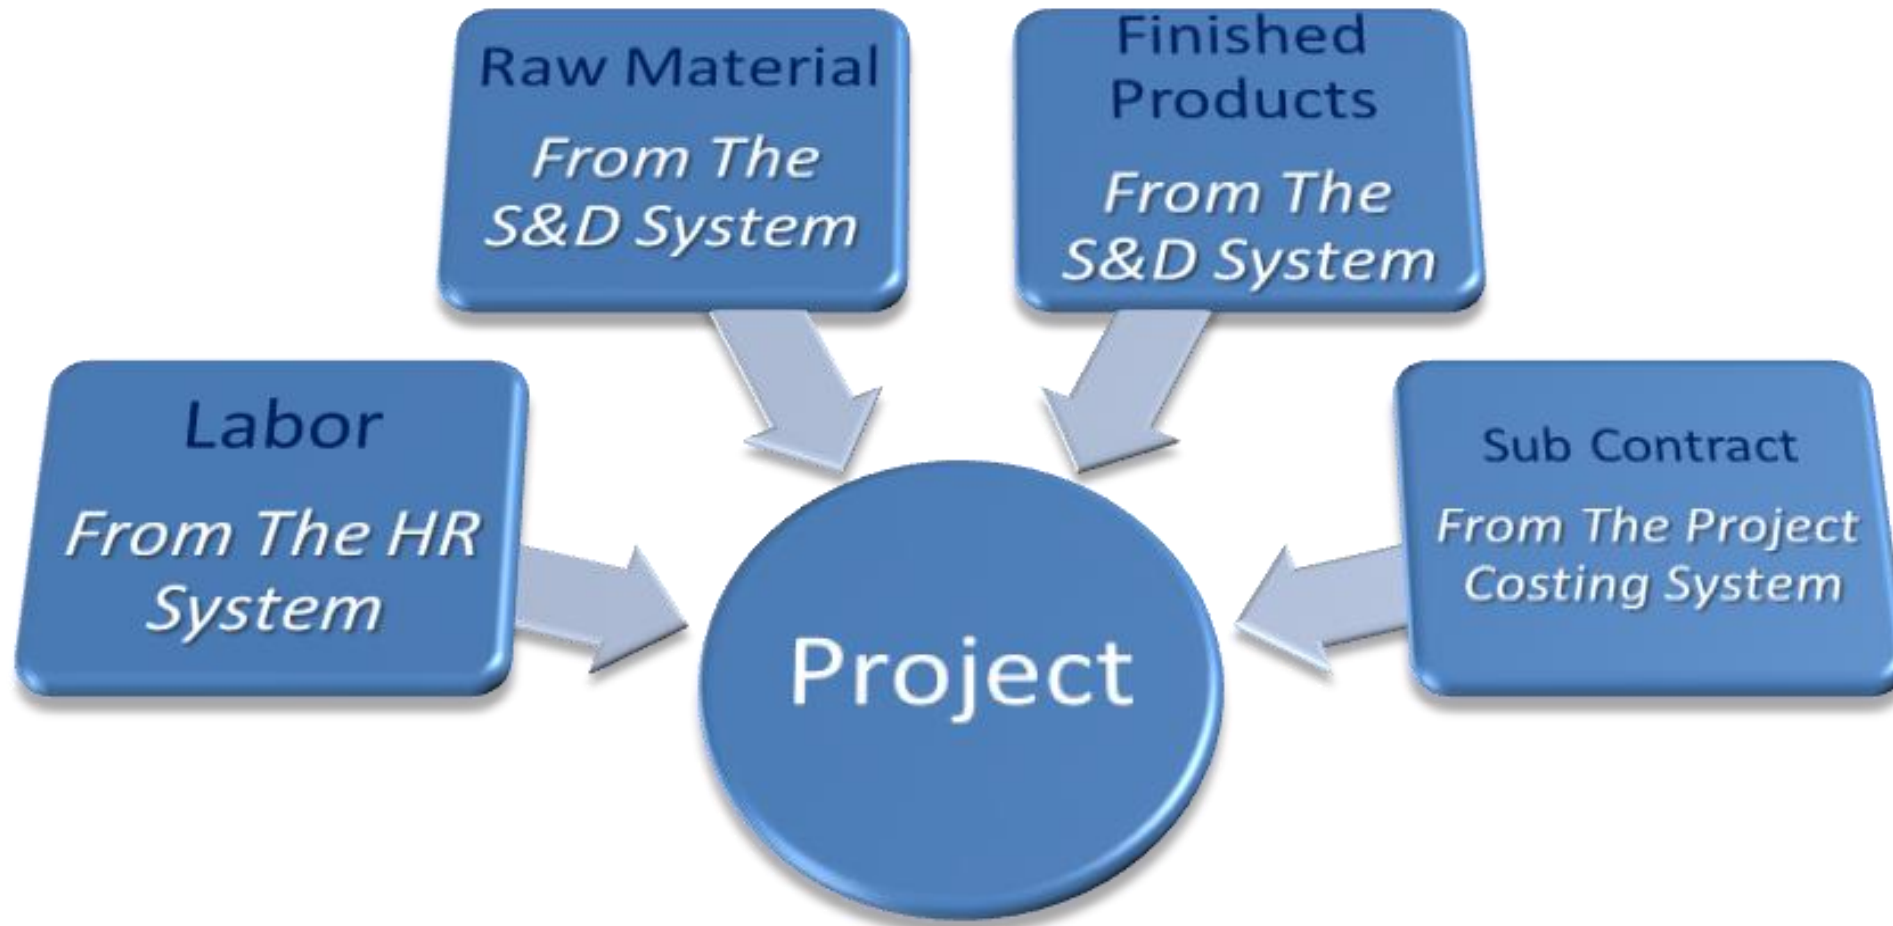 Raw Material
From The
S&D System
Finished
Products
From The
S&D System
Labor
From The HR
System
Sub Contract
From The Project
Costing System
Project